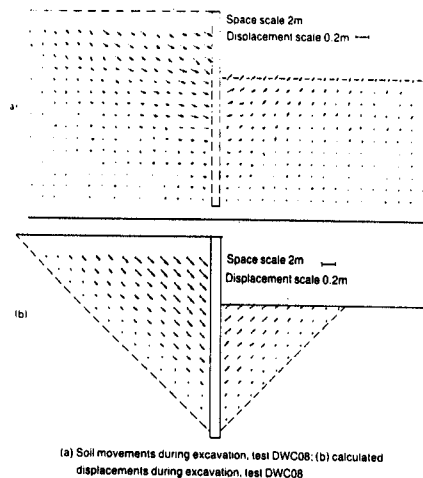 Space scale 2m
Displacement scale 0.2m
a)
Space scale 2m
Displacement scale 0.2m
(b)
(a) Soil movements during excavation, test DWC08; (b) calculated
displacements during excavation, test DWC08